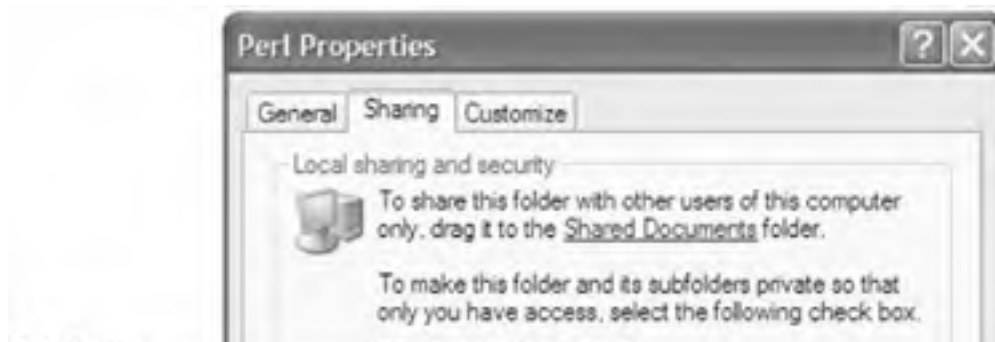 Perl Properties
General Sharing Customize
Local sharing and security
To share this folder with other users of this computer
only, drag it to the Shared Documents folder.
To make this folder and its subfolders private so that
only you have access, select the following check box.